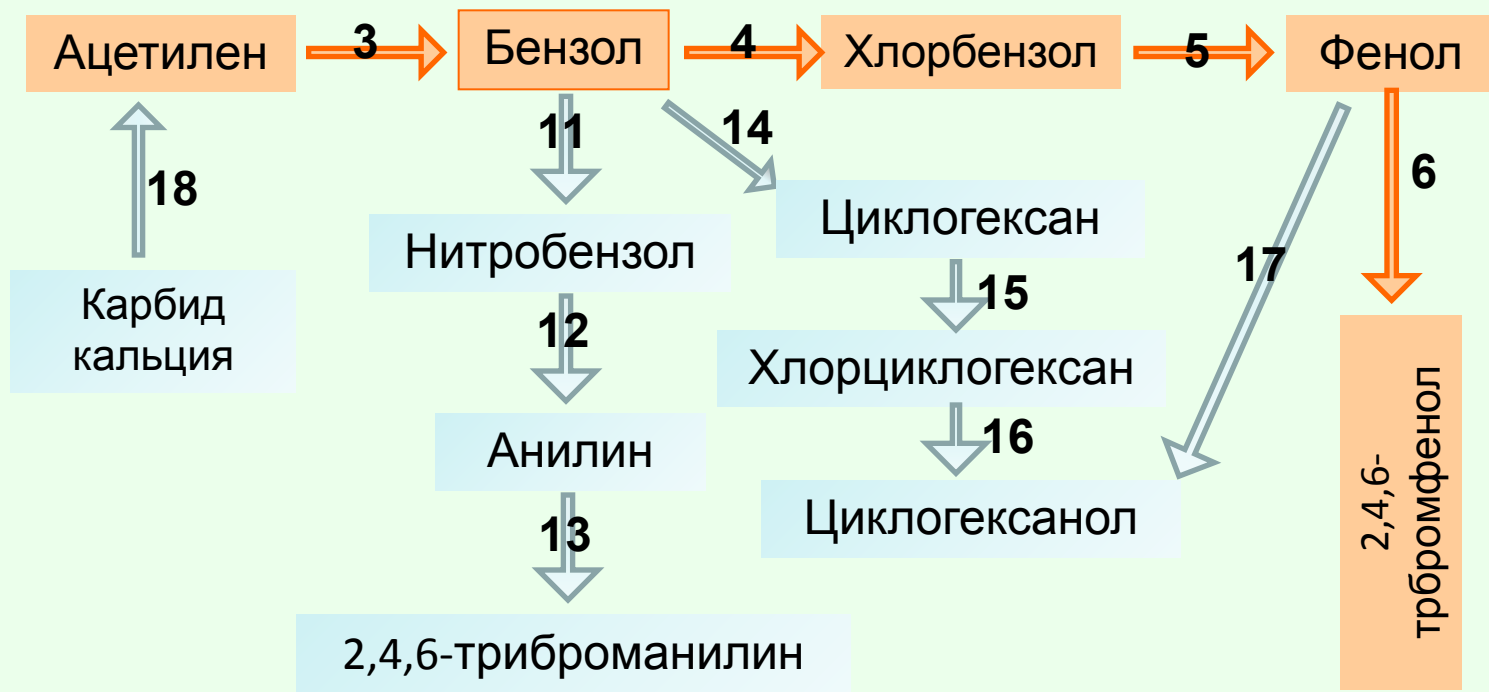 Ацетилен
3
Бензол
4
Хлорбензол
5
Фенол
11
14
6
18
Циклогексан
Нитробензол
17
Карбид
кальция
15
12
Хлорциклогексан
16
Анилин
Циклогексанол
13
2,4,6-
трбромфенол
2,4,6-триброманилин